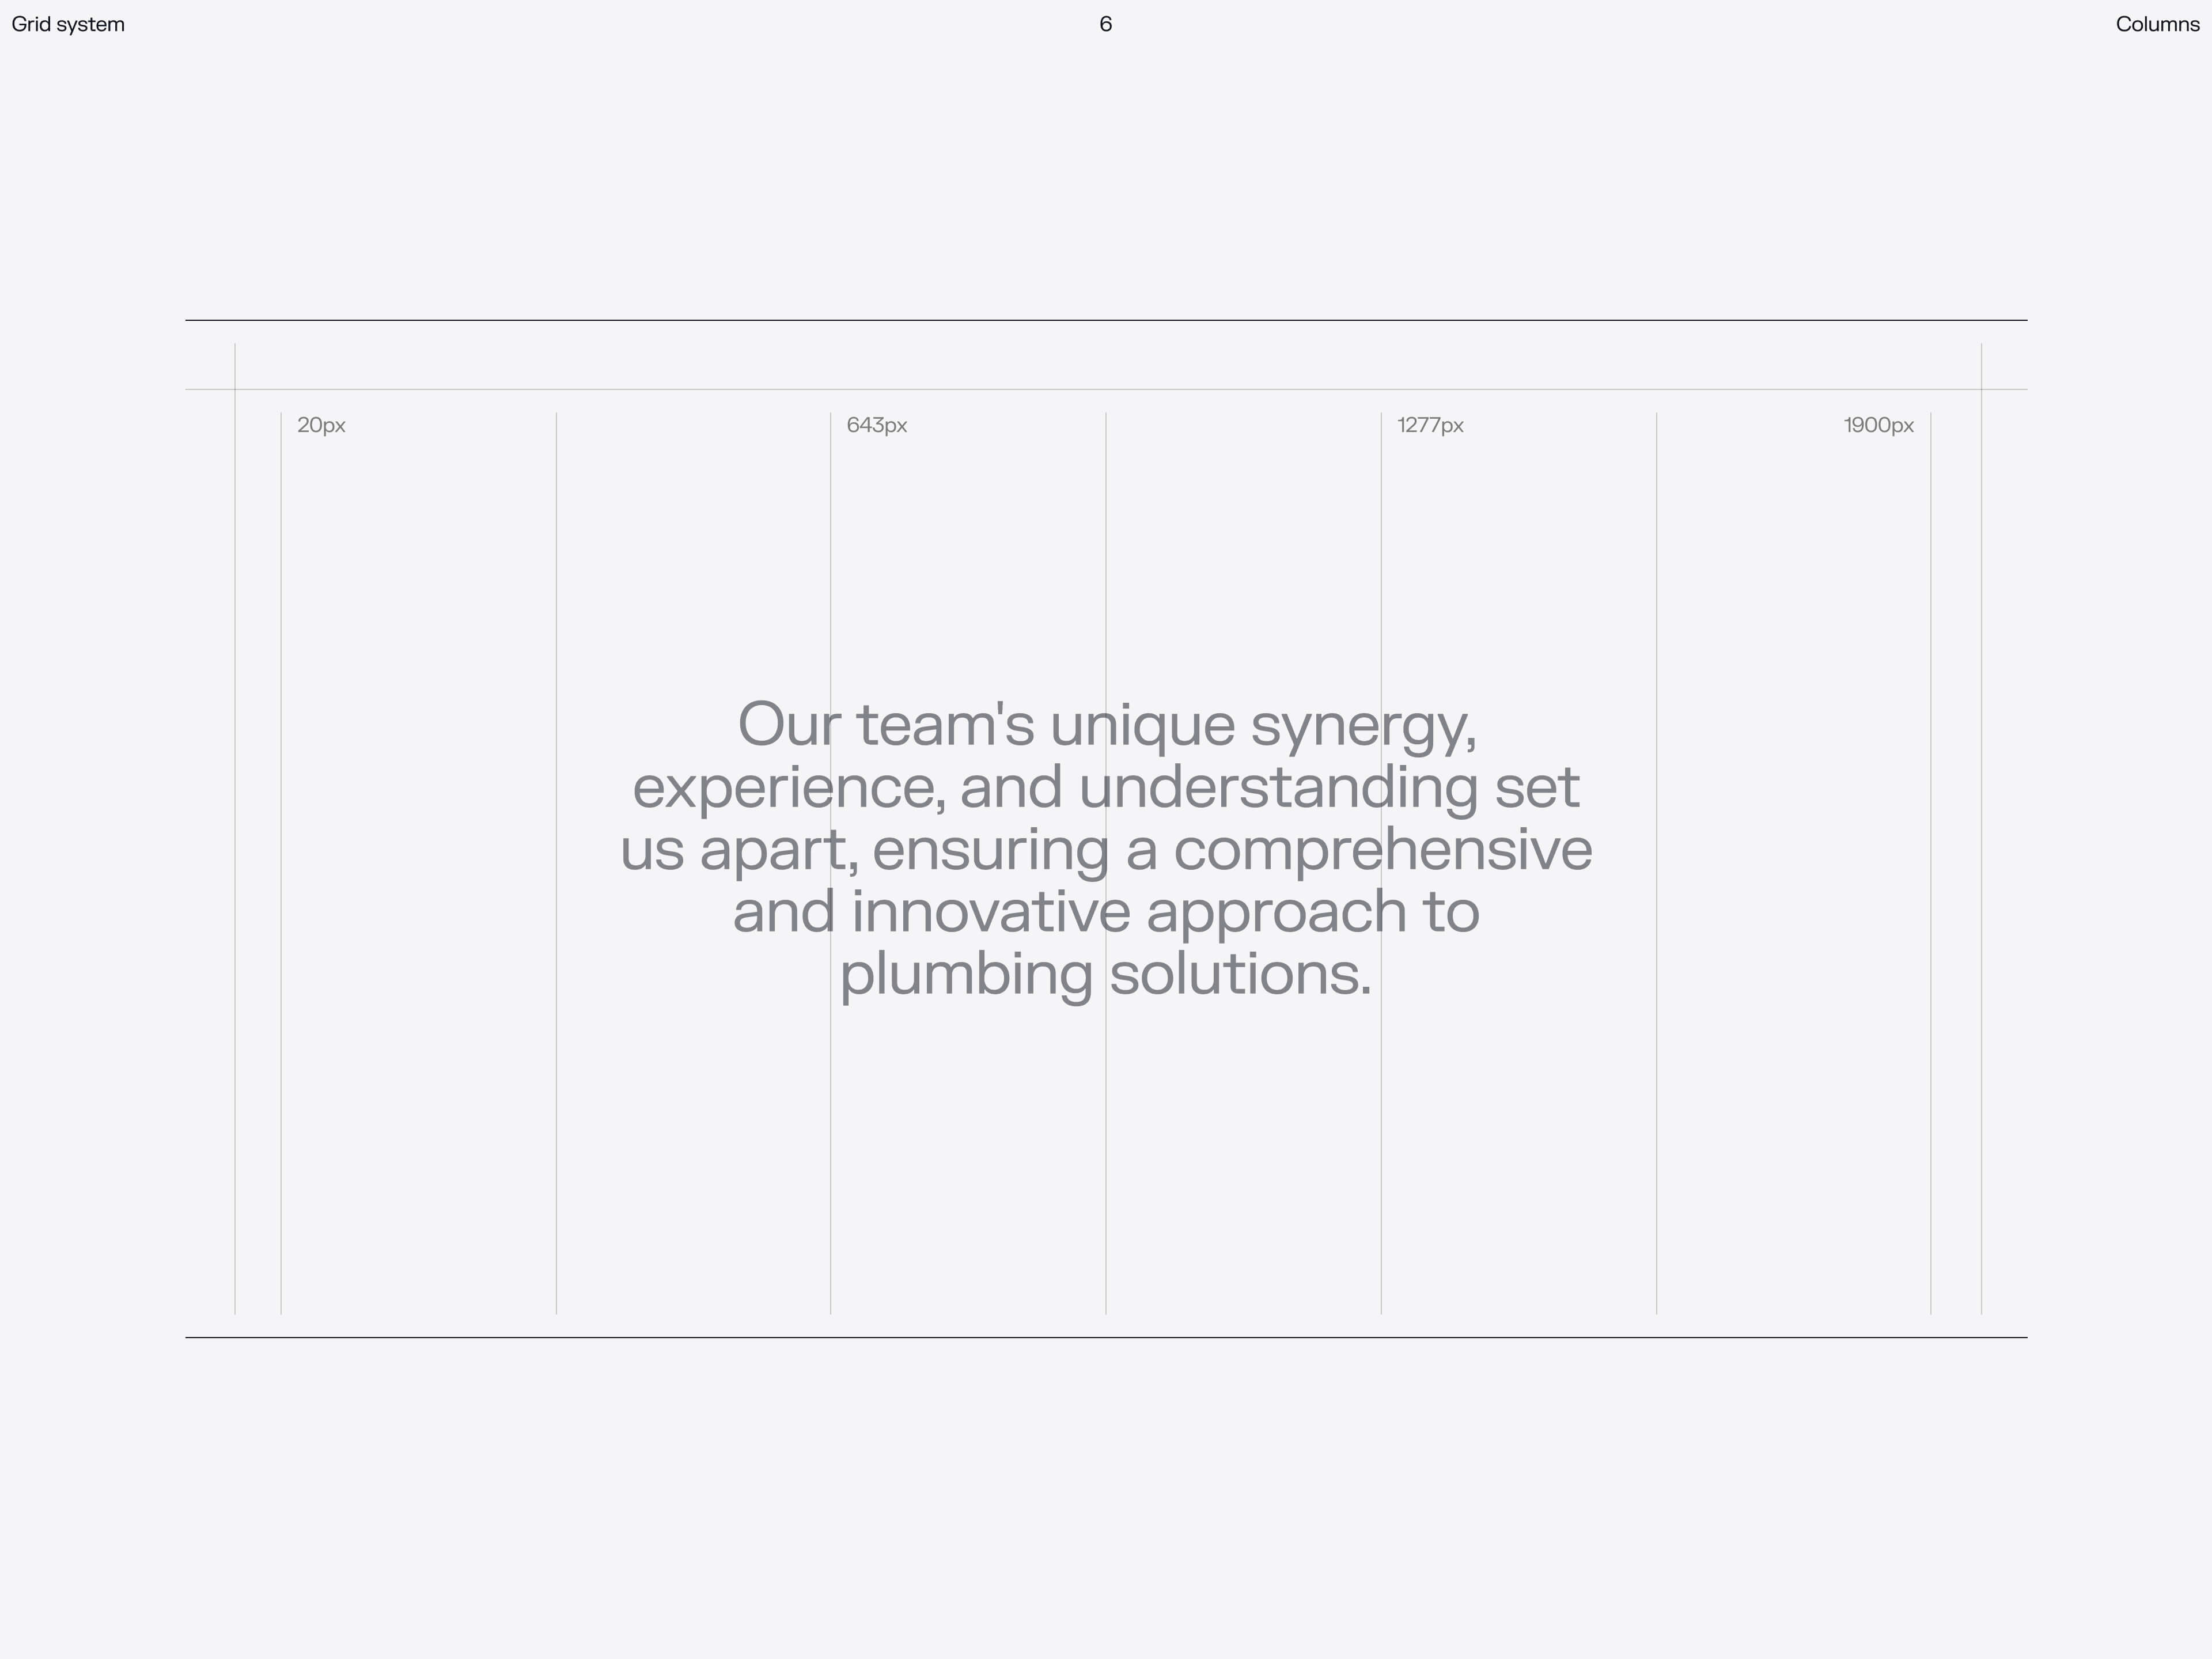 Grid system
6
Columns
20px
643px
1277px
1900px
Our team's unique synergy,
experience, and understanding set
us apart, ensuring a comprehensive
and innovative approach to
plumbing solutions.